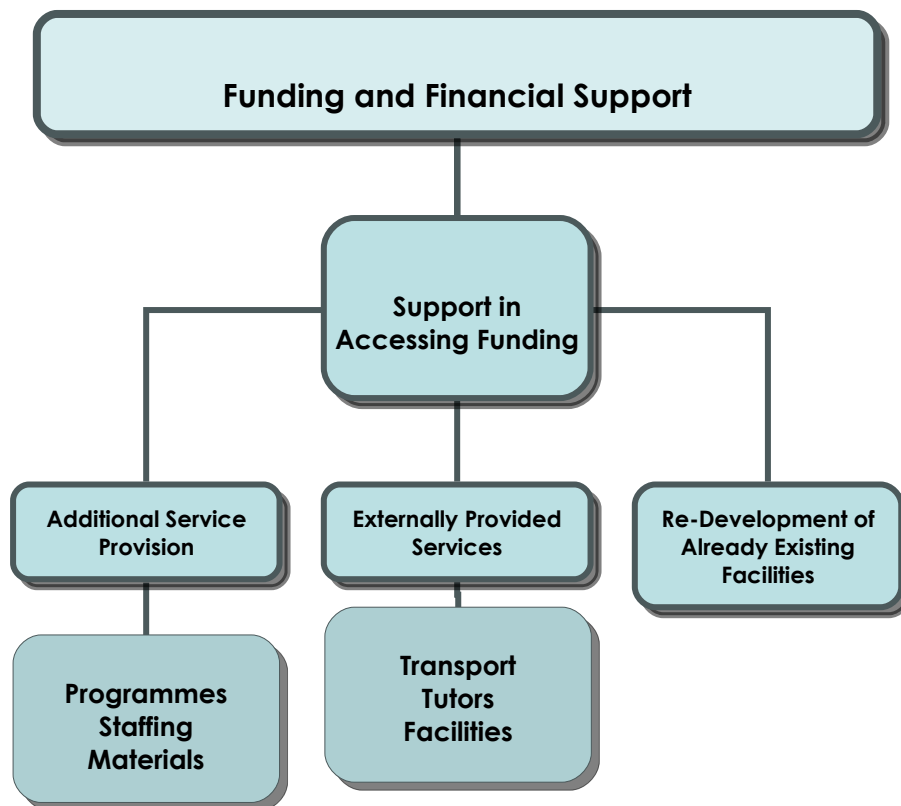 Funding and Financial Support
Support in
Accessing Funding
Additional Service
Provision
Externally Provided
Services
Re-Development of
Already Existing
Facilities
Programmes
Staffing
Materials
Transport
Tutors
Facilities